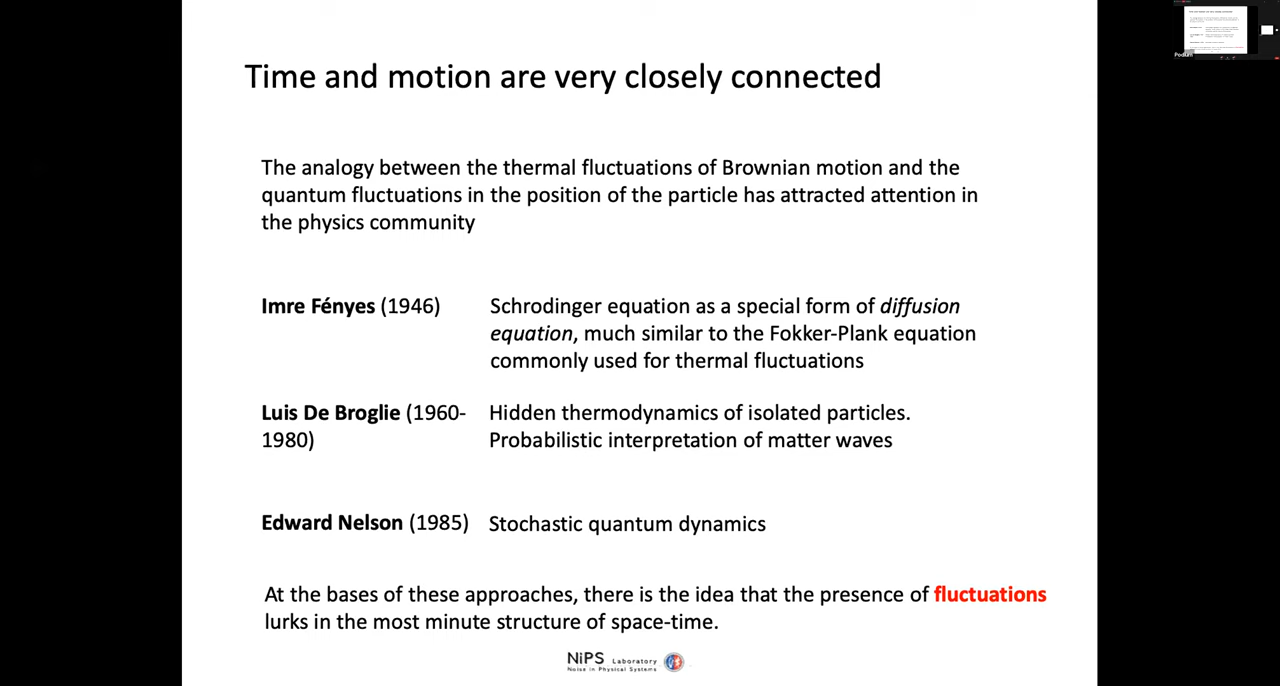 Time and motion are very closely connected
The analogy between the thermal fluctuations of Brownian motion and the
quantum fluctuations in the position of the particle has attracted attention in
the physics community
Imre Fényes (1946)
Schrodinger equation as a special form of diffusion
equation, much similar to the Fokker-Plank equation
commonly used for thermal fluctuations
Luis De Broglie (1960-
1980)
Hidden thermodynamics of isolated particles.
Probabilistic interpretation of matter waves
Edward Nelson (1985)
Stochastic quantum dynamics
At the bases of these approaches, there is the idea that the presence of fluctuations
lurks in the most minute structure of space-time.
NiPS Laboratory
Noise in Physical Systems
Podium